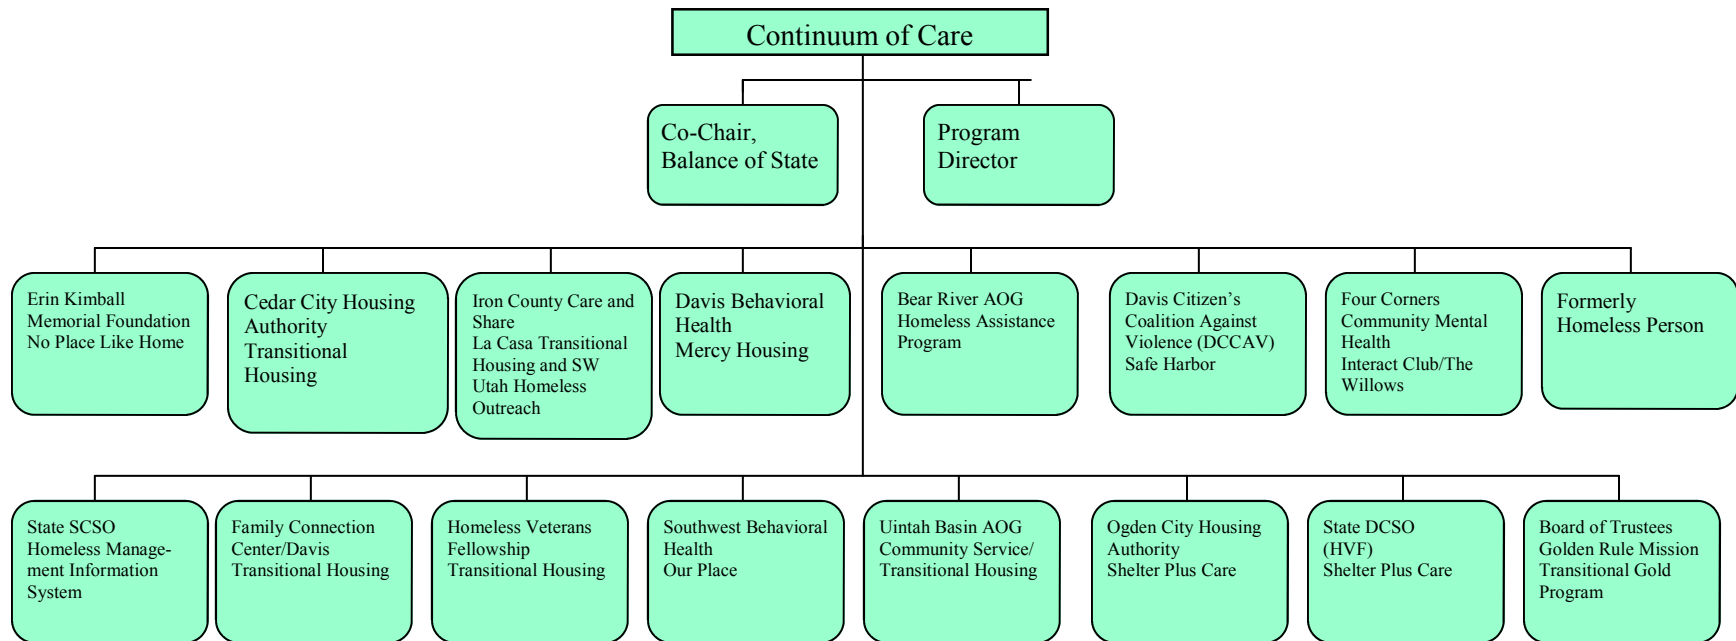 Continuum of Care
Co-Chair,
Balance of State
Program
Director
Erin Kimball
Memorial Foundation
No Place Like Home
Cedar City Housing
Authority
Transitional
Housing
Iron County Care and
Share
La Casa Transitional
Housing and SW
Utah Homeless
Outreach
Davis Behavioral
Health
Mercy Housing
Bear River AOG
Homeless Assistance
Program
Davis Citizen’s
Coalition Against
Violence (DCCAV)
Safe Harbor
Four Corners
Community Mental
Health
Interact Club/The
Willows
Formerly
Homeless Person
State SCSO
Homeless Manage-
ment Information
System
Family Connection
Center/Davis
Transitional Housing
Homeless Veterans
Fellowship
Transitional Housing
Southwest Behavioral
Health
Our Place
Uintah Basin AOG
Community Service/
Transitional Housing
Ogden City Housing
Authority
Shelter Plus Care
State DCSO
(HVF)
Shelter Plus Care
Board of Trustees
Golden Rule Mission
Transitional Gold
Program